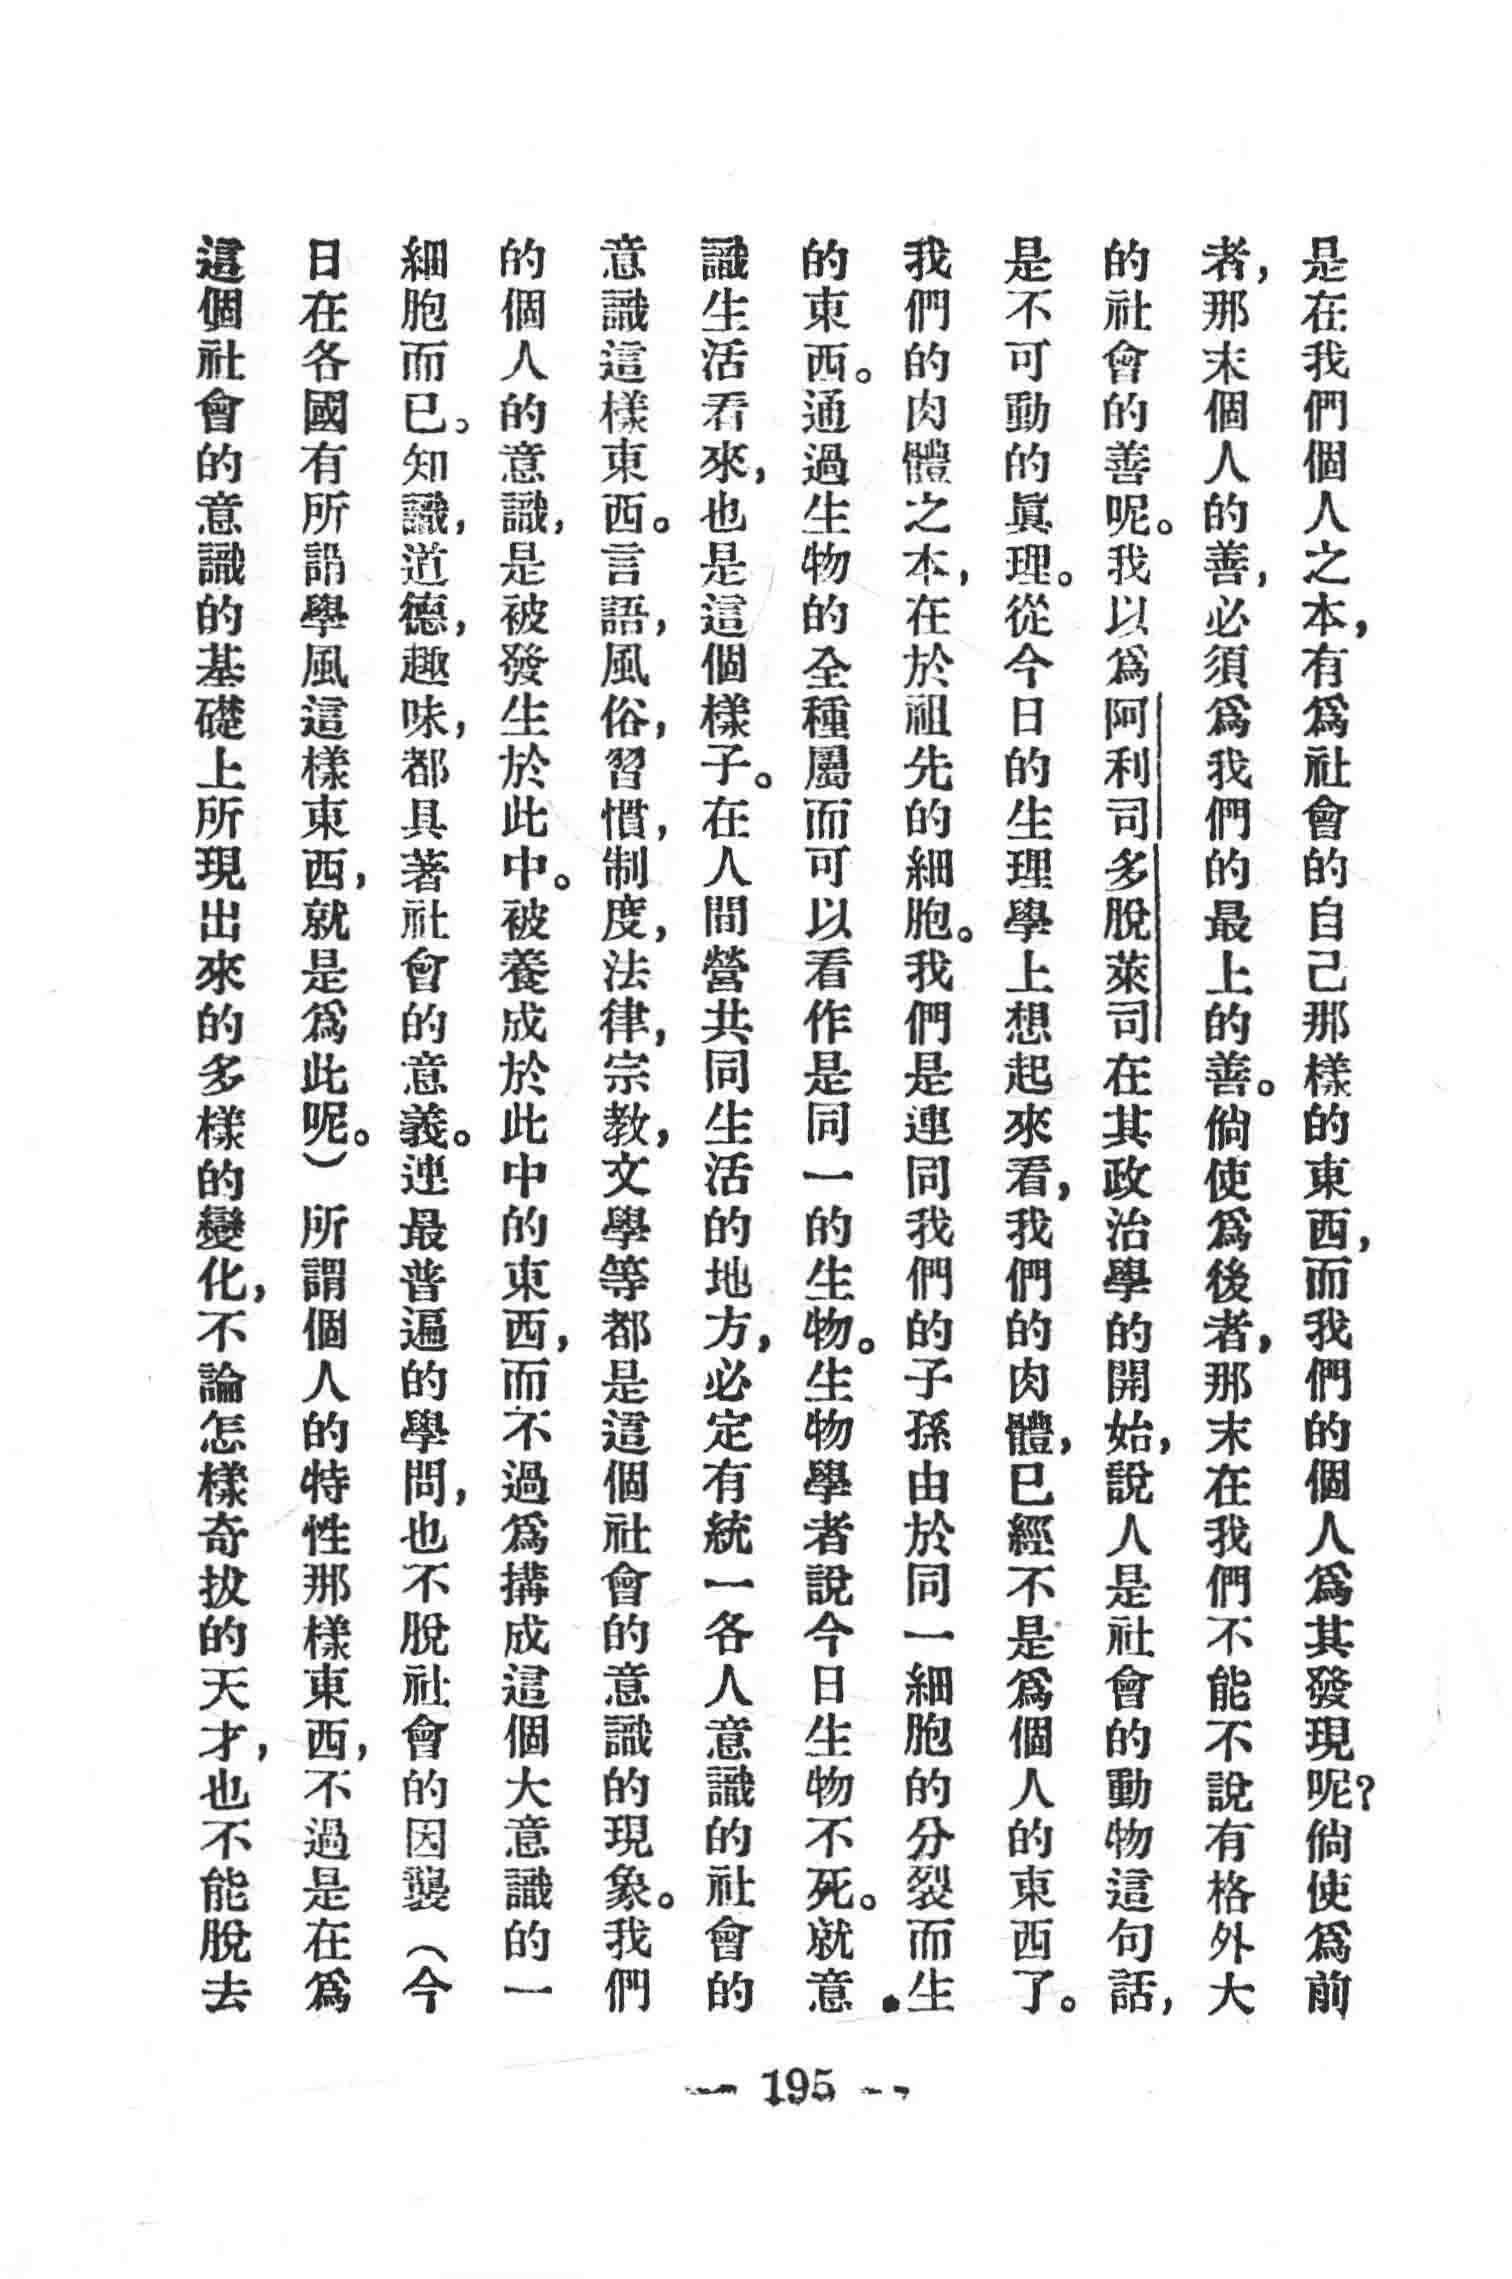 是在我們個人之本，有爲社會的自己那樣的東西，而我們的個人爲其發現呢？倘使爲前
者，那末個人的善，必須爲我們的最上的善。倘使爲後者，那末在我們不能不說有格外大
的社會的善呢。我以爲阿利司多脫萊司在其政治學的開始，說人是社會的動物這句話，
是不可動的眞理。從今日的生理學上想起來看，我們的肉體，已經不是爲個人的東西了。
我們的肉體之本，在於祖先的細胞。我們是連同我們的子孫由於同一細胞的分裂而生
的東西。通過生物的全種屬而可以看作是同一的生物。生物學者說今日生物不死。就意
識生活看來，也是這個樣子。在人間營共同生活的地方，必定有統一各人意識的社會的
意識這樣東西。言語，風俗，習慣，制度，法律，宗教，文學等都是這個社會的意識的現象。我們
的個人的意識，是被發生於此中。被養成於此中的東西，而不過爲搆成這個大意識的一
細胞而已。知識，道德，趣味，都具著社會的意義。連最普遍的學問，也不脫社會的因襲（今
日在各國有所謂學風這樣東西，就是爲此呢。）所謂個人的特性那樣東西，不過是在爲
這個社會的意識的基礎上所現出來的多樣的變化，不論怎樣奇拔的天才，也不能脫去
— 195 —